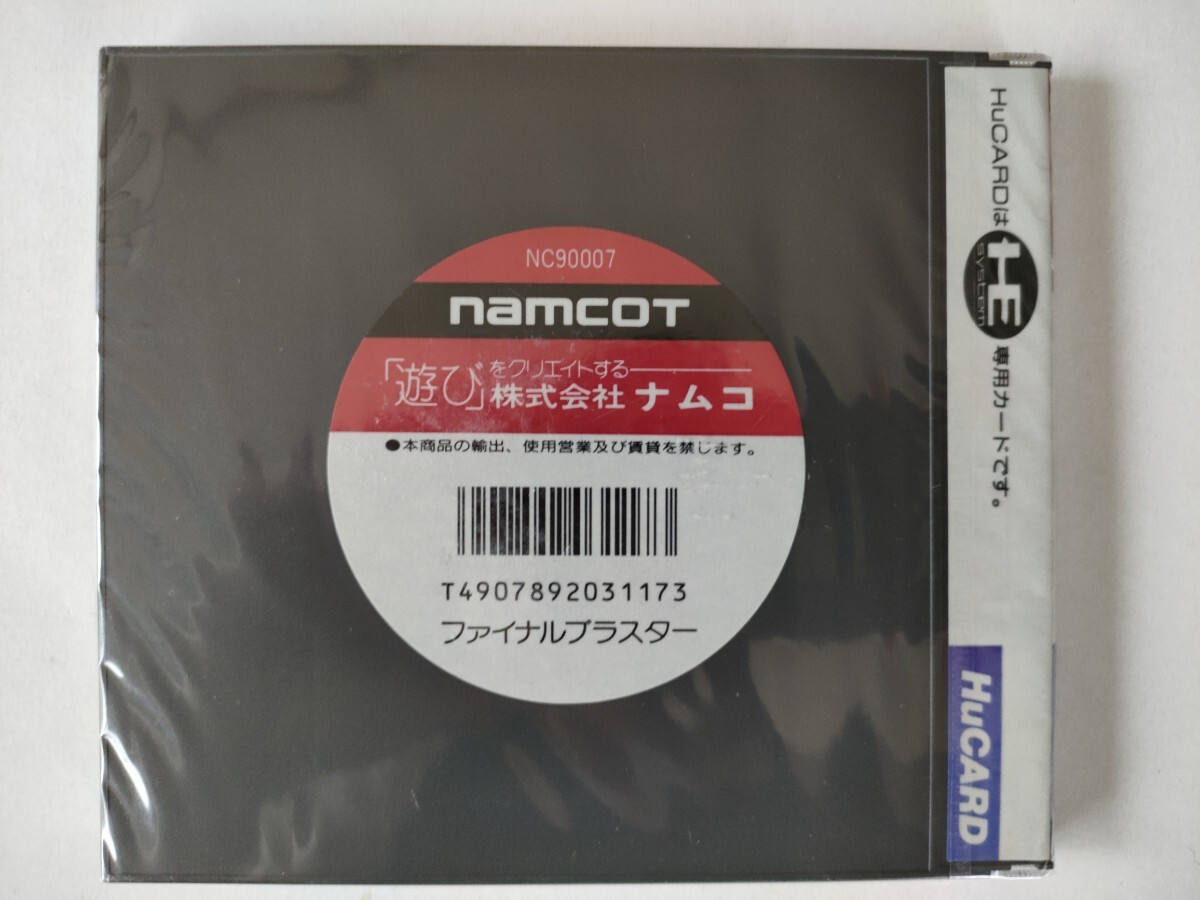 NC90007
namcot
「遊び」をクリエイトする
株式会社ナムコ
●本商品の輸出、使用営業及び賃貸を禁じます。
T4907892031173
ファイナルブラスター
HuCARDは HE system 専用カードです。
HuCARD